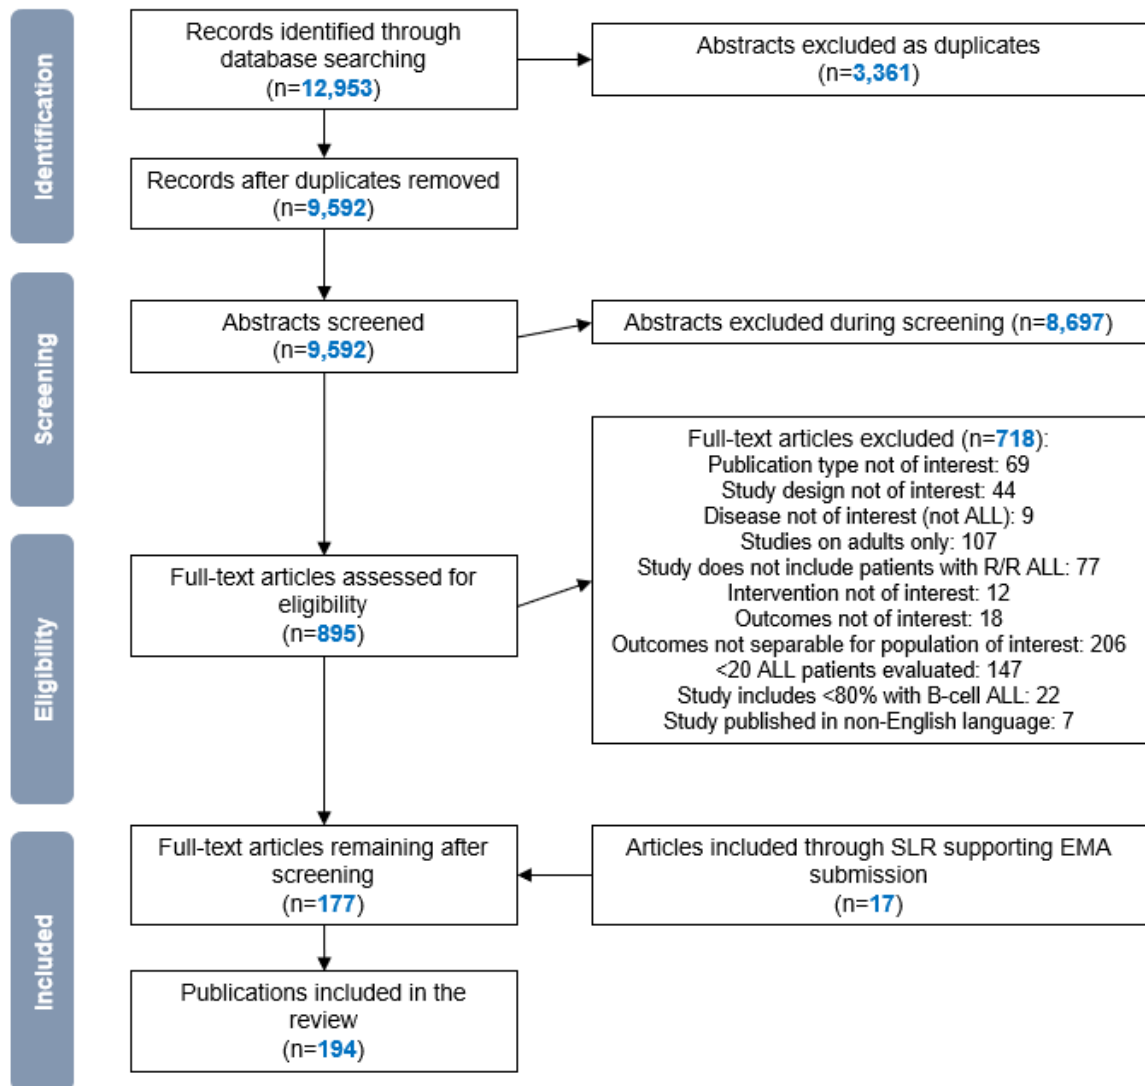 Identification
Records identified through
database searching
(n=12,953)
Abstracts excluded as duplicates
(n=3,361)
Records after duplicates removed
(n=9,592)
Screening
Abstracts screened
(n=9,592)
Abstracts excluded during screening (n=8,697)
Eligibility
Full-text articles assessed for
eligibility
(n=895)
Full-text articles excluded (n=718):
Publication type not of interest: 69
Study design not of interest: 44
Disease not of interest (not ALL): 9
Studies on adults only: 107
Study does not include patients with R/R ALL: 77
Intervention not of interest: 12
Outcomes not of interest: 18
Outcomes not separable for population of interest: 206
<20 ALL patients evaluated: 147
Study includes <80% with B-cell ALL: 22
Study published in non-English language: 7
Included
Full-text articles remaining after
screening
(n=177)
Articles included through SLR supporting EMA
submission
(n=17)
Publications included in the
review
(n=194)